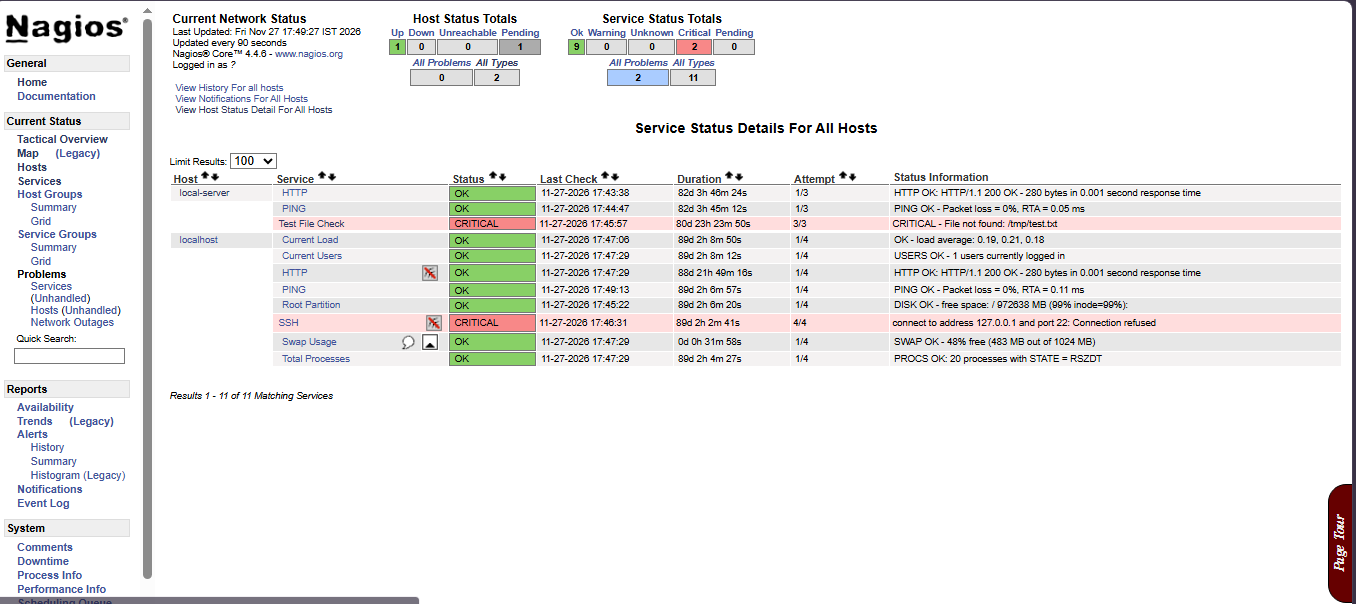 Nagios®
General
Home
Documentation
Current Status
Tactical Overview
Map (Legacy)
Hosts
Services
Host Groups
Summary
Grid
Service Groups
Summary
Grid
Problems
Services
(Unhandled)
Hosts (Unhandled)
Network Outages
Quick Search:
Reports
Availability
Trends (Legacy)
Alerts
History
Summary
Histogram (Legacy)
Notifications
Event Log
System
Comments
Downtime
Process Info
Performance Info
Scheduling Queue
Current Network Status
Last Updated: Fri Nov 27 17:49:27 IST 2026
Updated every 90 seconds
Nagios® Core™ 4.4.6 - www.nagios.org
Logged in as ?
View History For all hosts
View Notifications For All Hosts
View Host Status Detail For All Hosts
Host Status Totals
Up Down Unreachable Pending
1 0 0 1
All Problems All Types
0 2
Service Status Totals
Ok Warning Unknown Critical Pending
9 0 0 2 0
All Problems All Types
2 11
Service Status Details For All Hosts
Limit Results: 100
Host Service Status Last Check Duration Attempt Status Information
local-server HTTP OK 11-27-2026 17:43:38 82d 3h 46m 24s 1/3 HTTP OK: HTTP/1.1 200 OK - 280 bytes in 0.001 second response time
PING OK 11-27-2026 17:44:47 82d 3h 45m 12s 1/3 PING OK - Packet loss = 0%, RTA = 0.05 ms
Test File Check CRITICAL 11-27-2026 17:45:57 80d 23h 23m 50s 3/3 CRITICAL - File not found: /tmp/test.txt
localhost Current Load OK 11-27-2026 17:47:06 89d 2h 8m 50s 1/4 OK - load average: 0.19, 0.21, 0.18
Current Users OK 11-27-2026 17:47:29 89d 2h 8m 12s 1/4 USERS OK - 1 users currently logged in
HTTP OK 11-27-2026 17:47:29 88d 21h 49m 16s 1/4 HTTP OK: HTTP/1.1 200 OK - 280 bytes in 0.001 second response time
PING OK 11-27-2026 17:49:13 89d 2h 6m 57s 1/4 PING OK - Packet loss = 0%, RTA = 0.11 ms
Root Partition OK 11-27-2026 17:45:22 89d 2h 6m 20s 1/4 DISK OK - free space: / 972638 MB (99% inode=99%):
SSH CRITICAL 11-27-2026 17:46:31 89d 2h 2m 41s 4/4 connect to address 127.0.0.1 and port 22: Connection refused
Swap Usage OK 11-27-2026 17:47:29 0d 0h 31m 58s 1/4 SWAP OK - 48% free (483 MB out of 1024 MB)
Total Processes OK 11-27-2026 17:47:29 89d 2h 4m 27s 1/4 PROCS OK: 20 processes with STATE = RSZDT
Results 1 - 11 of 11 Matching Services
Page Tour